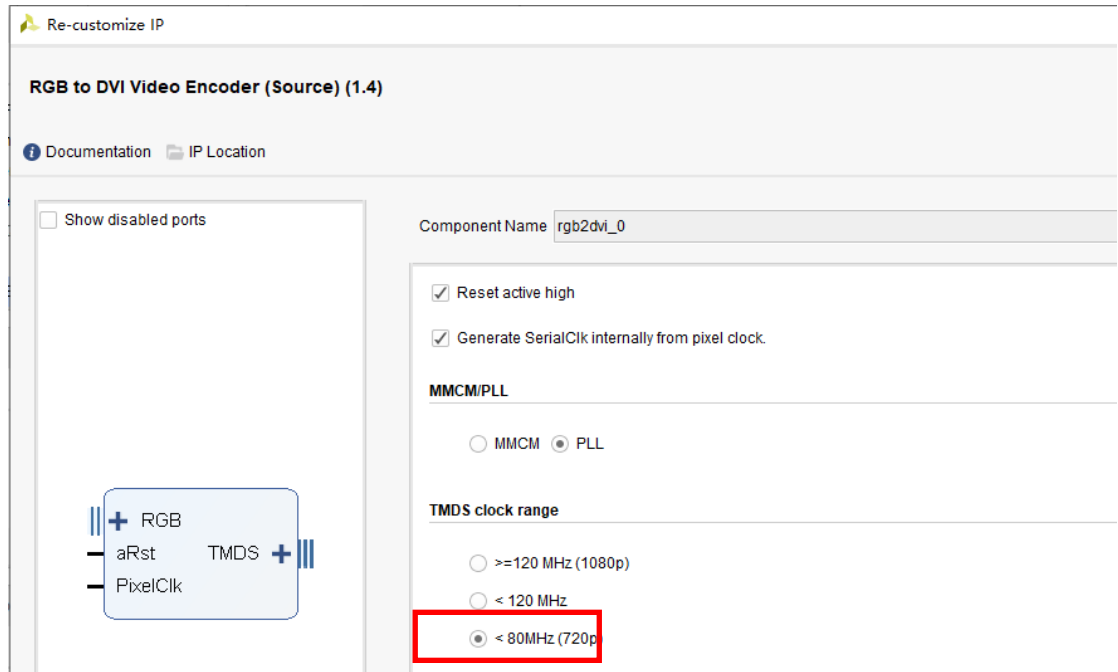 Re-customize IP
RGB to DVI Video Encoder (Source) (1.4)
Documentation IP Location
Show disabled ports
Component Name rgb2dvi_0
Reset active high
Generate SerialClk internally from pixel clock.
MMCM/PLL
MMCM PLL
TMDS clock range
>=120 MHz (1080p)
< 120 MHz
< 80MHz (720p)
RGB
aRst TMDS
PixelClk